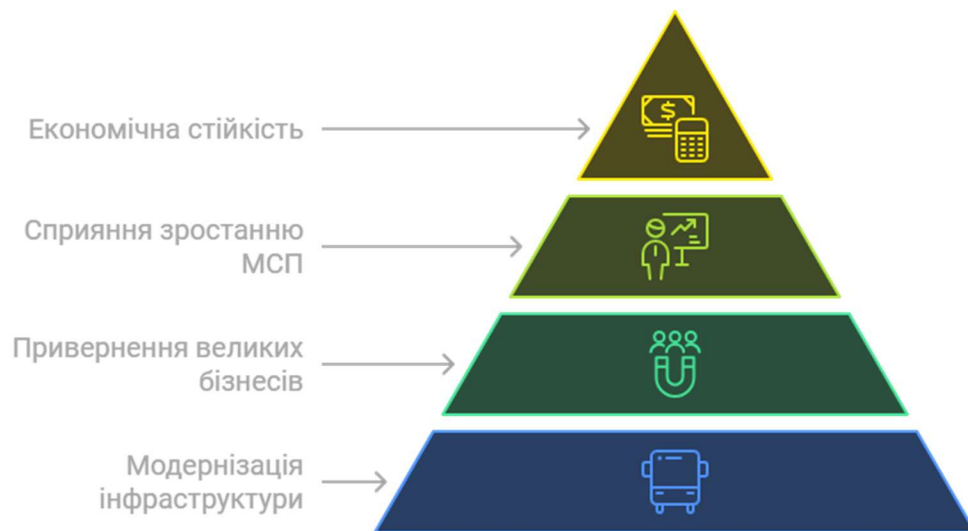 Економічна стійкість
Сприяння зростанню
МСП
Привернення великих
бізнесів
Модернізація
інфраструктури